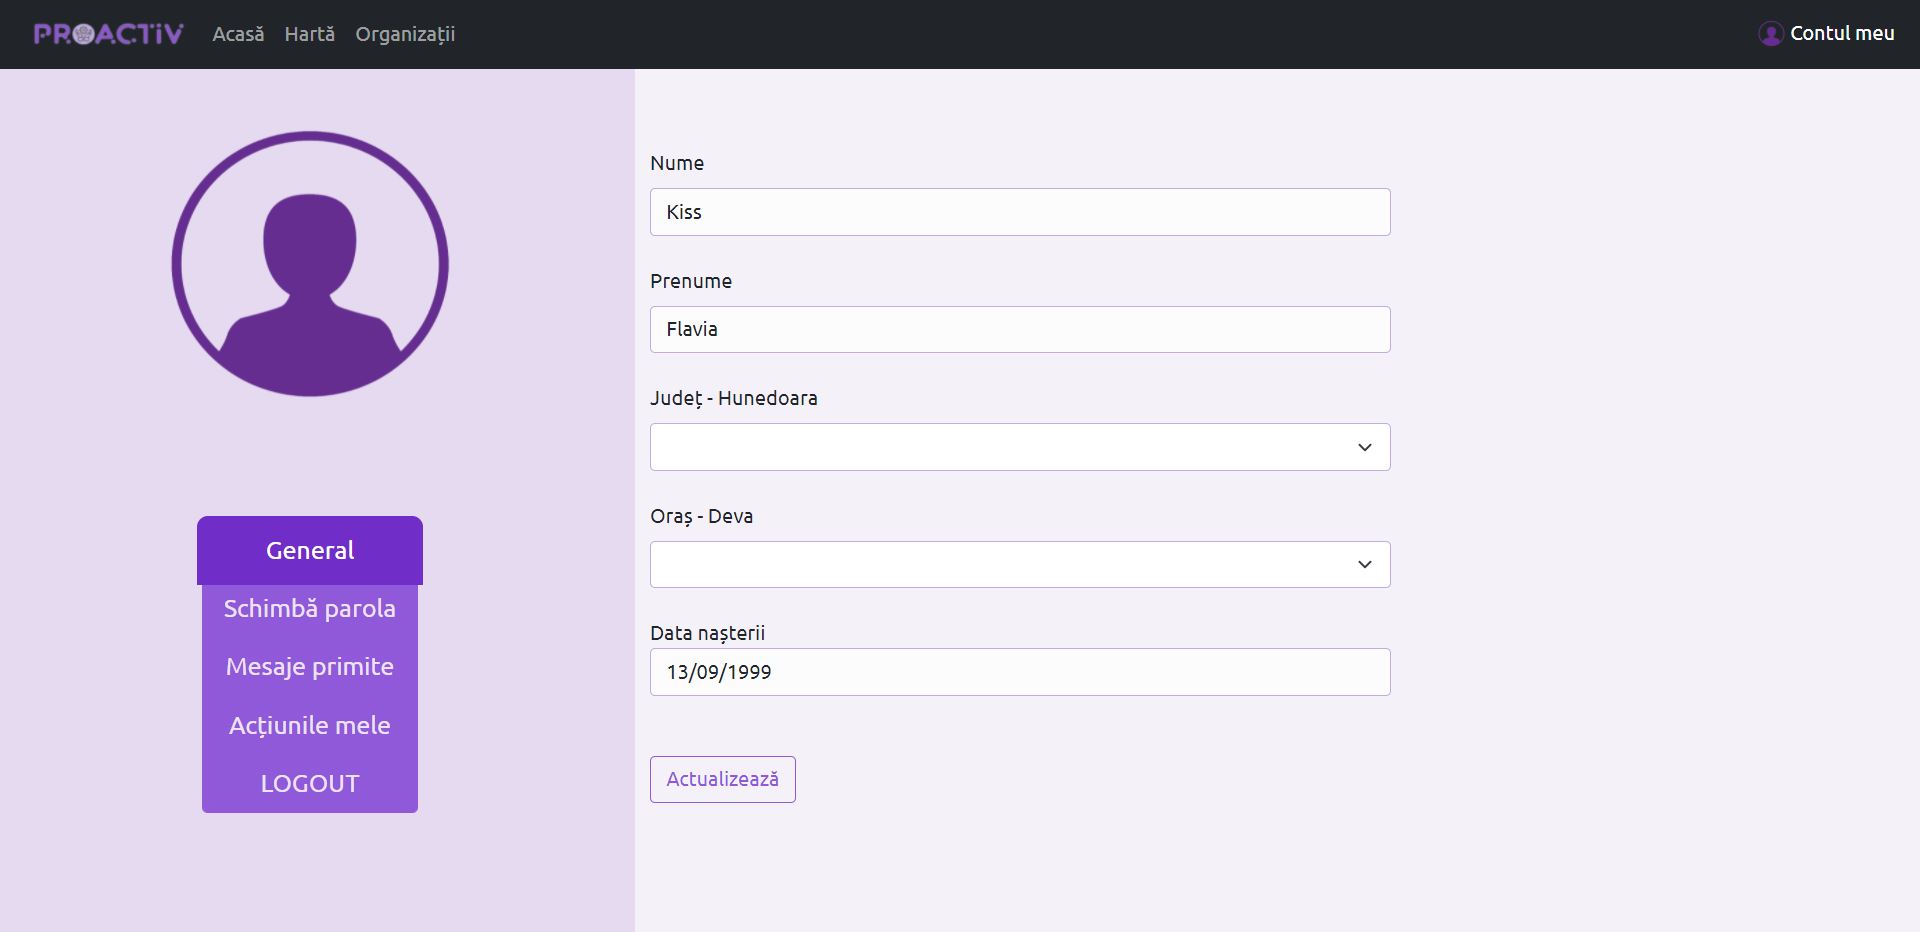 PROACTIV Acasă Hartă Organizații Contul meu
Nume
Kiss
Prenume
Flavia
Județ - Hunedoara
Oraș - Deva
Data nașterii
13/09/1999
Actualizează
General
Schimbă parola
Mesaje primite
Acțiunile mele
LOGOUT